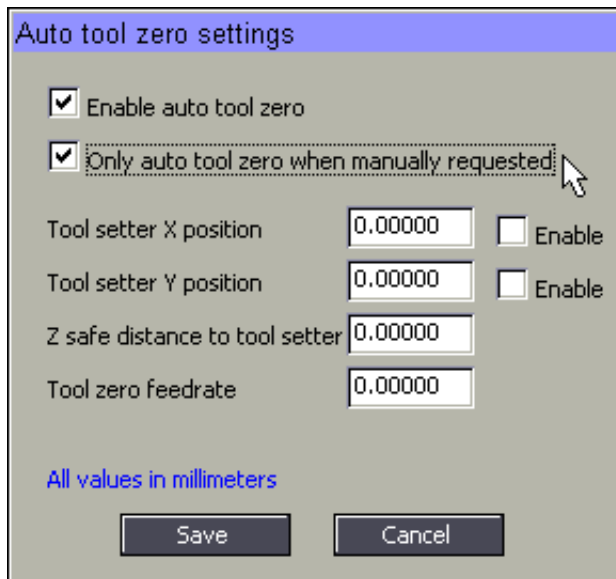 Auto tool zero settings
Enable auto tool zero
Only auto tool zero when manually requested
Tool setter X position 0.00000 Enable
Tool setter Y position 0.00000 Enable
Z safe distance to tool setter 0.00000
Tool zero feedrate 0.00000
All values in millimeters
Save Cancel